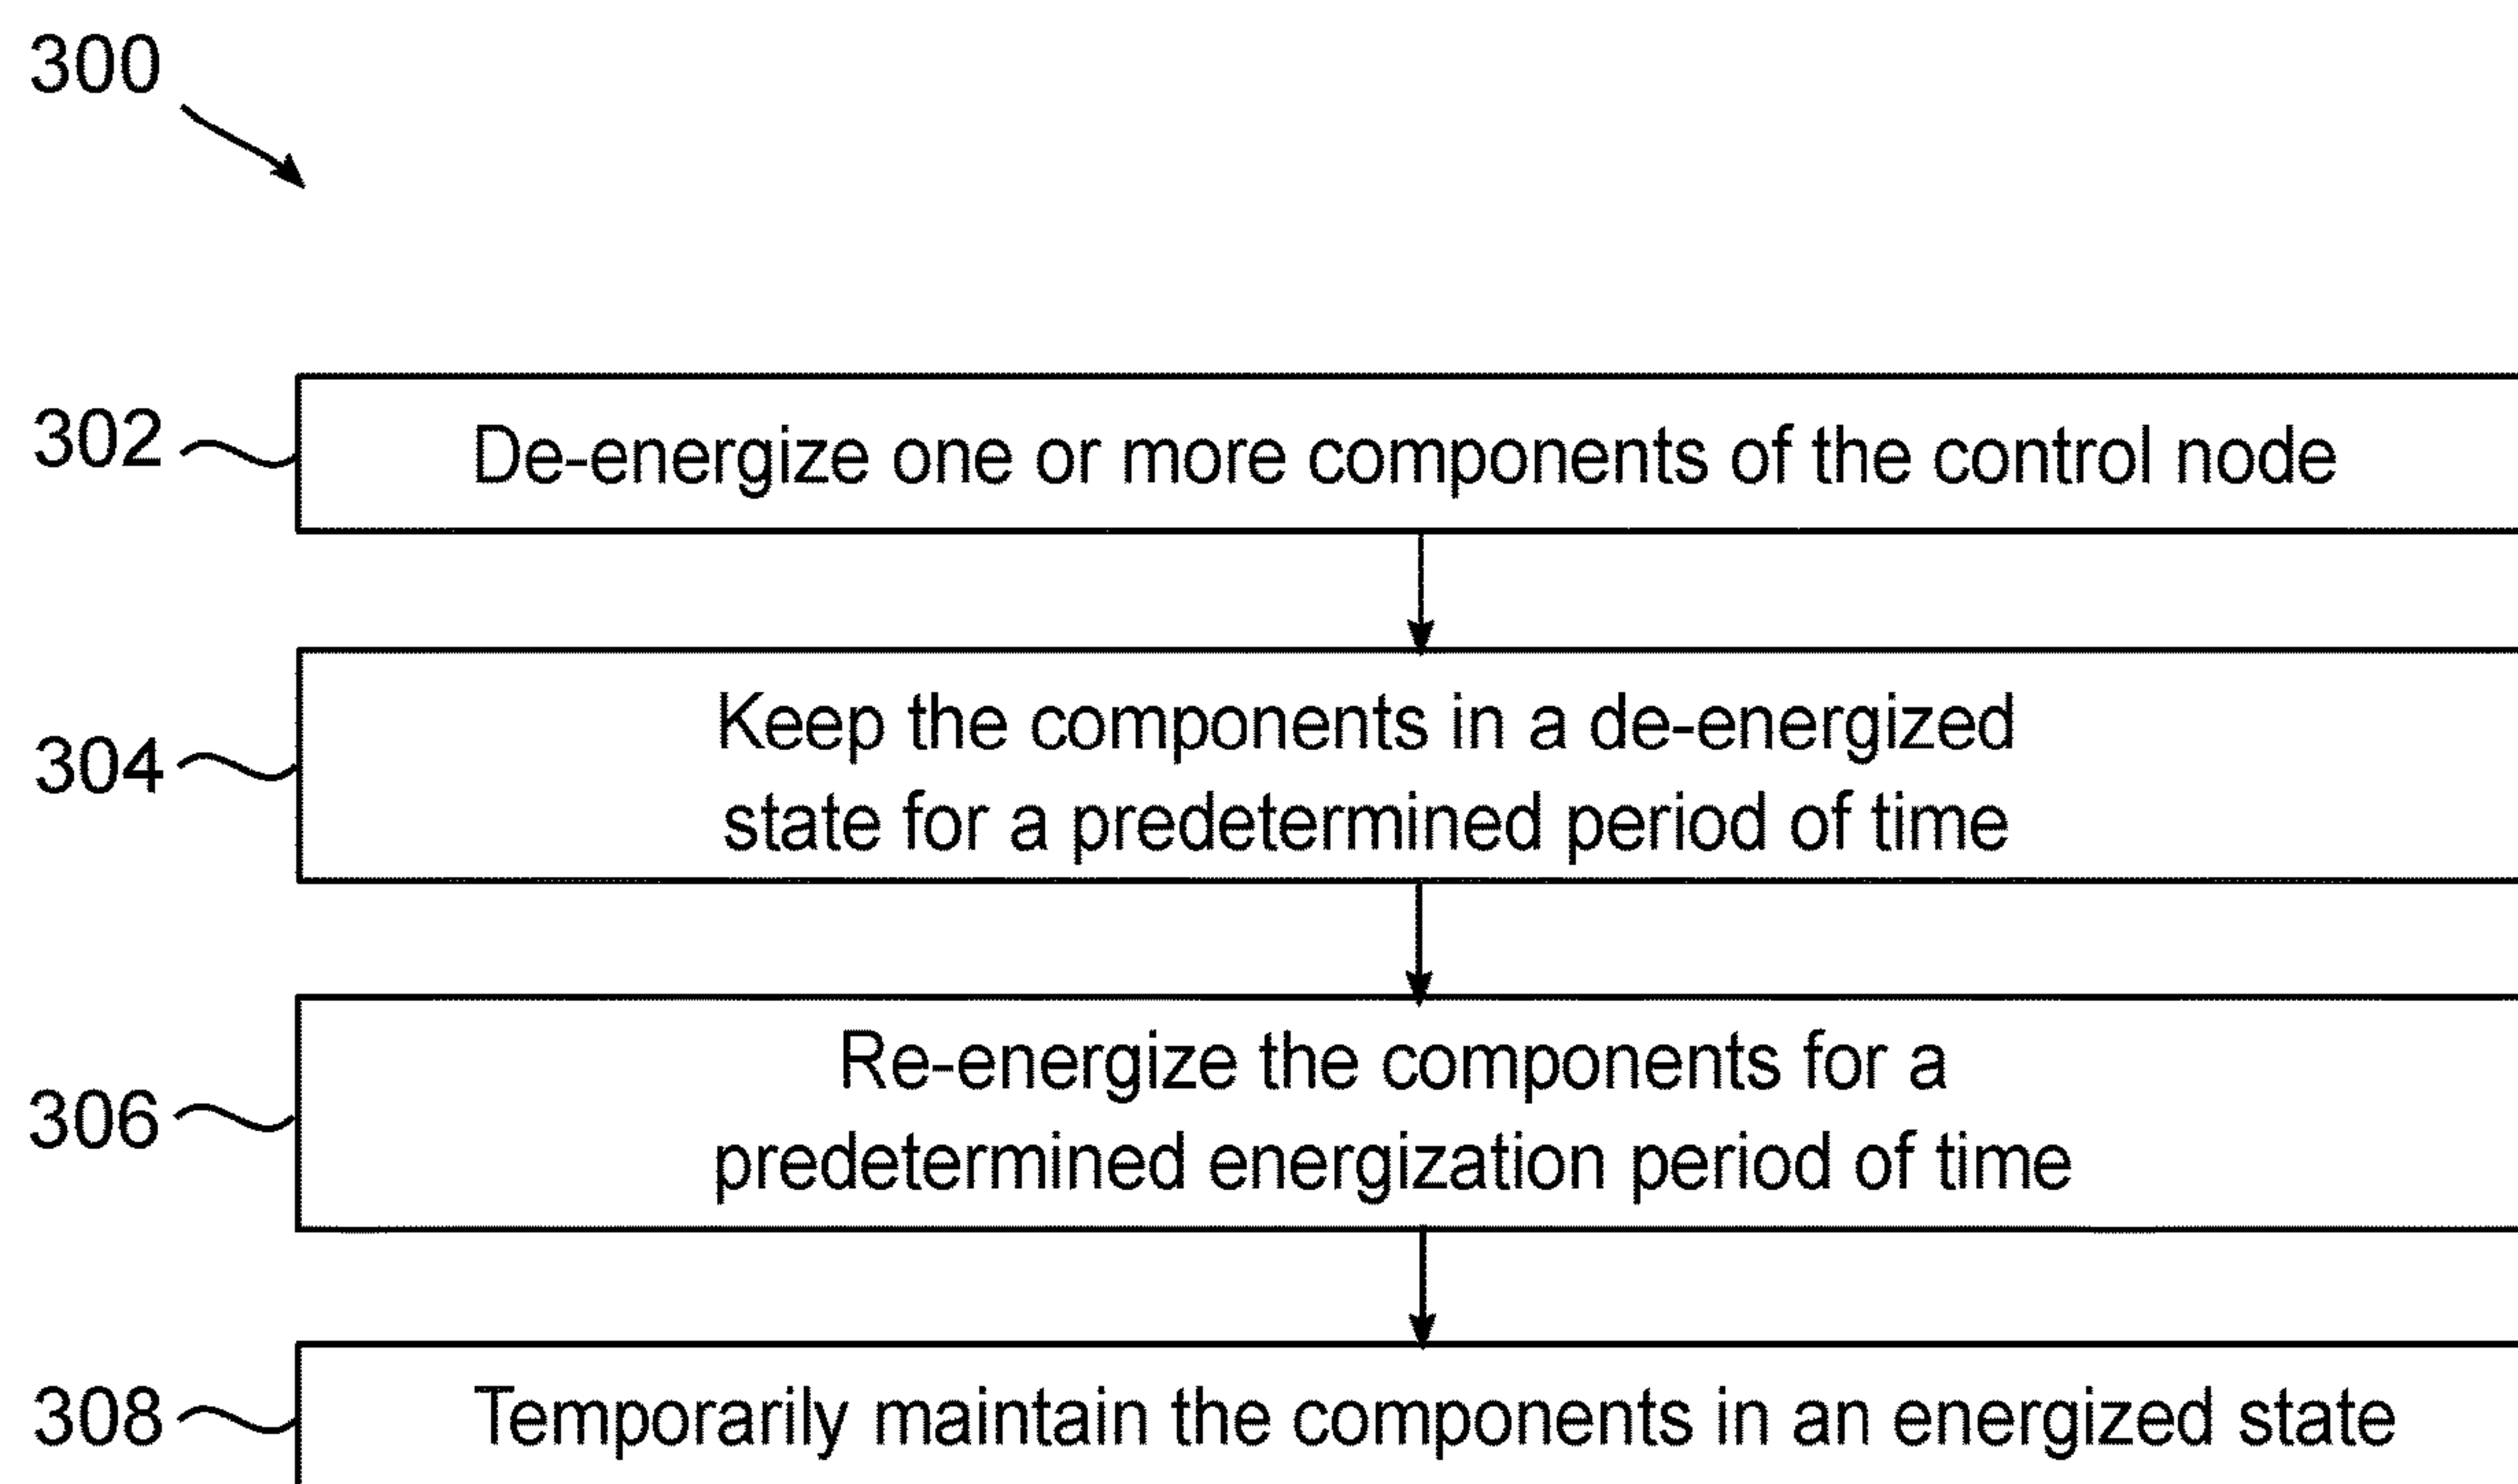 300
302
De-energize one or more components of the control node
304
Keep the components in a de-energized
state for a predetermined period of time
306
Re-energize the components for a
predetermined energization period of time
308
Temporarily maintain the components in an energized state